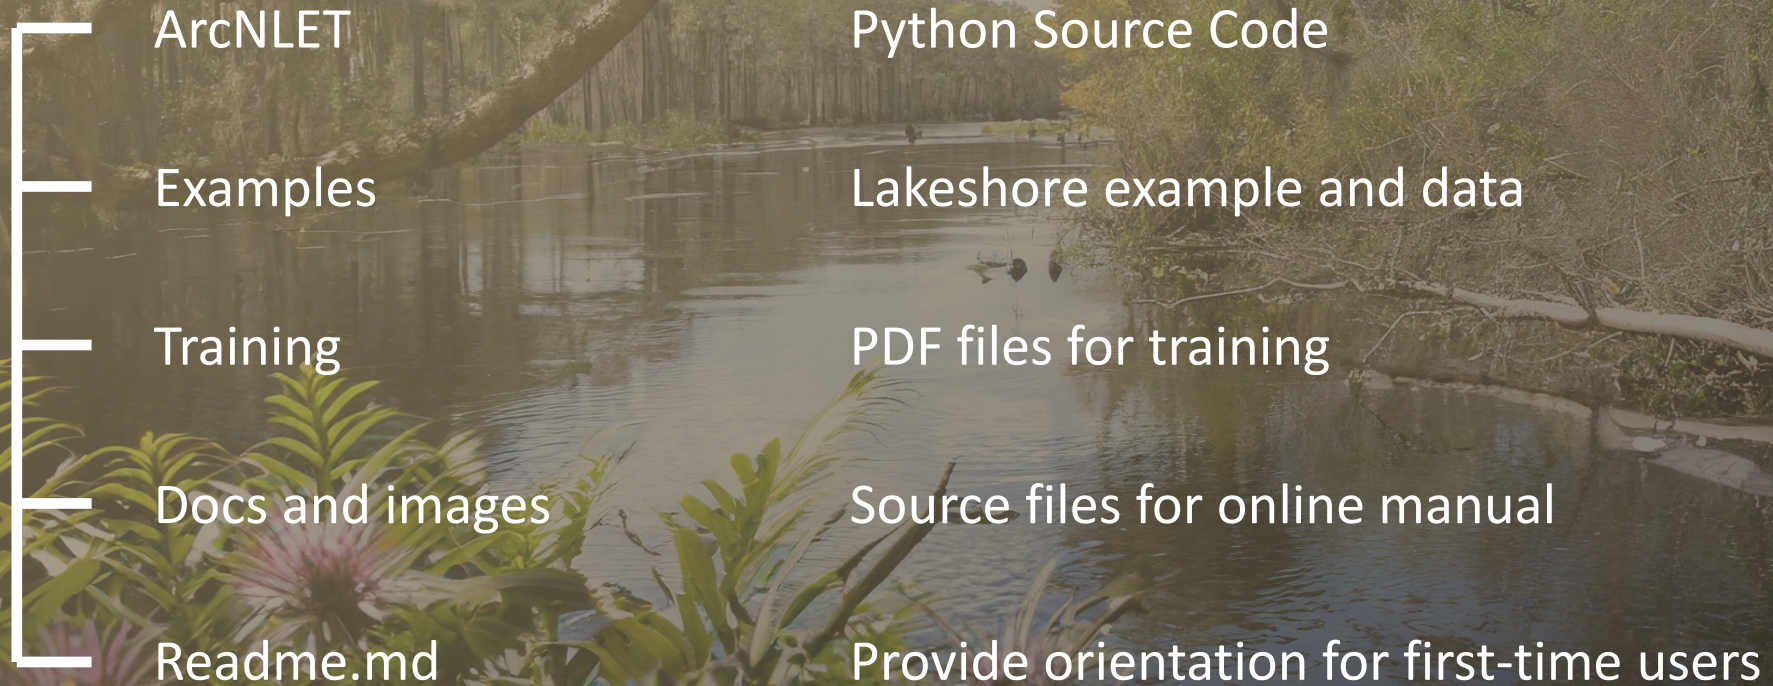 ArcNLET Python Source Code
Examples Lakeshore example and data
Training PDF files for training
Docs and images Source files for online manual
Readme.md Provide orientation for first-time users